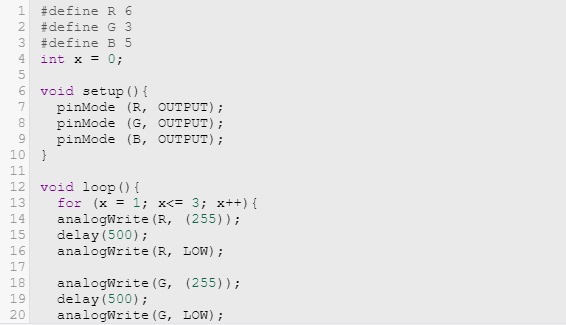 1 #define R 6
2 #define G 3
3 #define B 5
4 int x = 0;
5
6 void setup(){
7   pinMode (R, OUTPUT);
8   pinMode (G, OUTPUT);
9   pinMode (B, OUTPUT);
10 }
11
12 void loop(){
13   for (x = 1; x<= 3; x++){
14   analogWrite(R, (255));
15   delay(500);
16   analogWrite(R, LOW);
17
18   analogWrite(G, (255));
19   delay(500);
20   analogWrite(G, LOW);